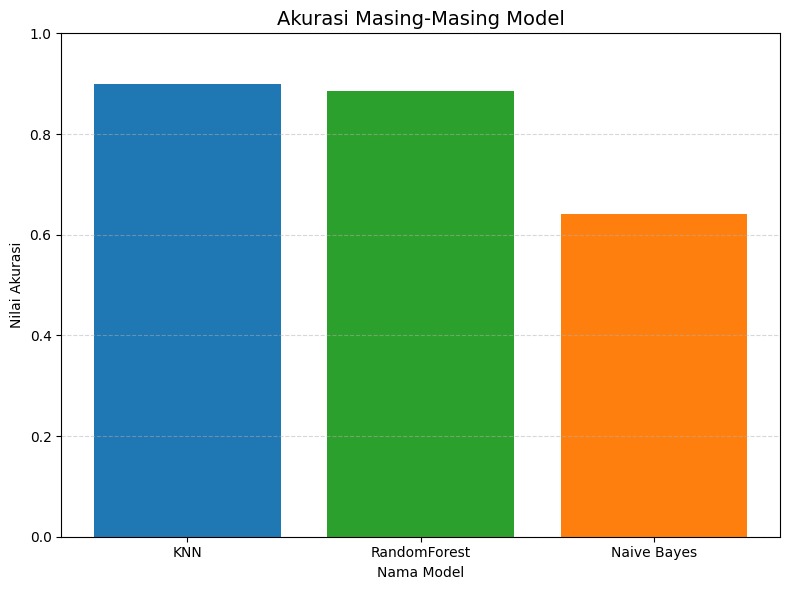 Akurasi Masing-Masing Model
Nilai Akurasi
1.0
0.8
0.6
0.4
0.2
0.0
KNN RandomForest Naive Bayes
Nama Model